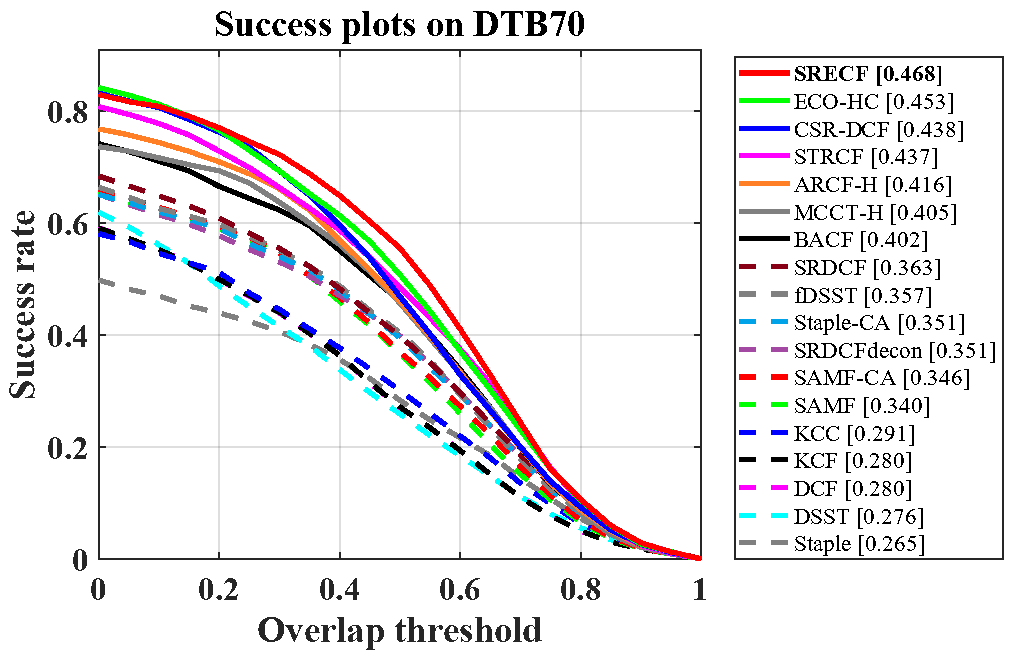 Success plots on DTB70
Success rate
0.8
0.6
0.4
0.2
0
0
0.2
0.4
0.6
0.8
1
Overlap threshold
SRECF [0.468]
ECO-HC [0.453]
CSR-DCF [0.438]
STRCF [0.437]
ARCF-H [0.416]
MCCT-H [0.405]
BACF [0.402]
SRDCF [0.363]
fDSST [0.357]
Staple-CA [0.351]
SRDCFdecon [0.351]
SAMF-CA [0.346]
SAMF [0.340]
KCC [0.291]
KCF [0.280]
DCF [0.280]
DSST [0.276]
Staple [0.265]